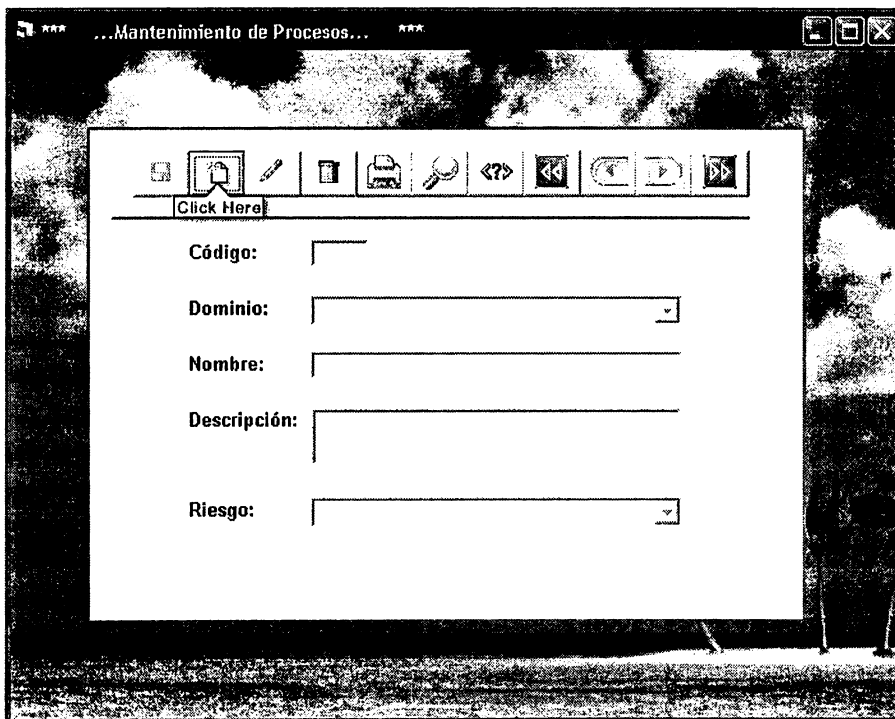 *** ...Mantenimiento de Procesos... ***
«?»
Click Here
Código:
Dominio:
Nombre:
Descripción:
Riesgo: